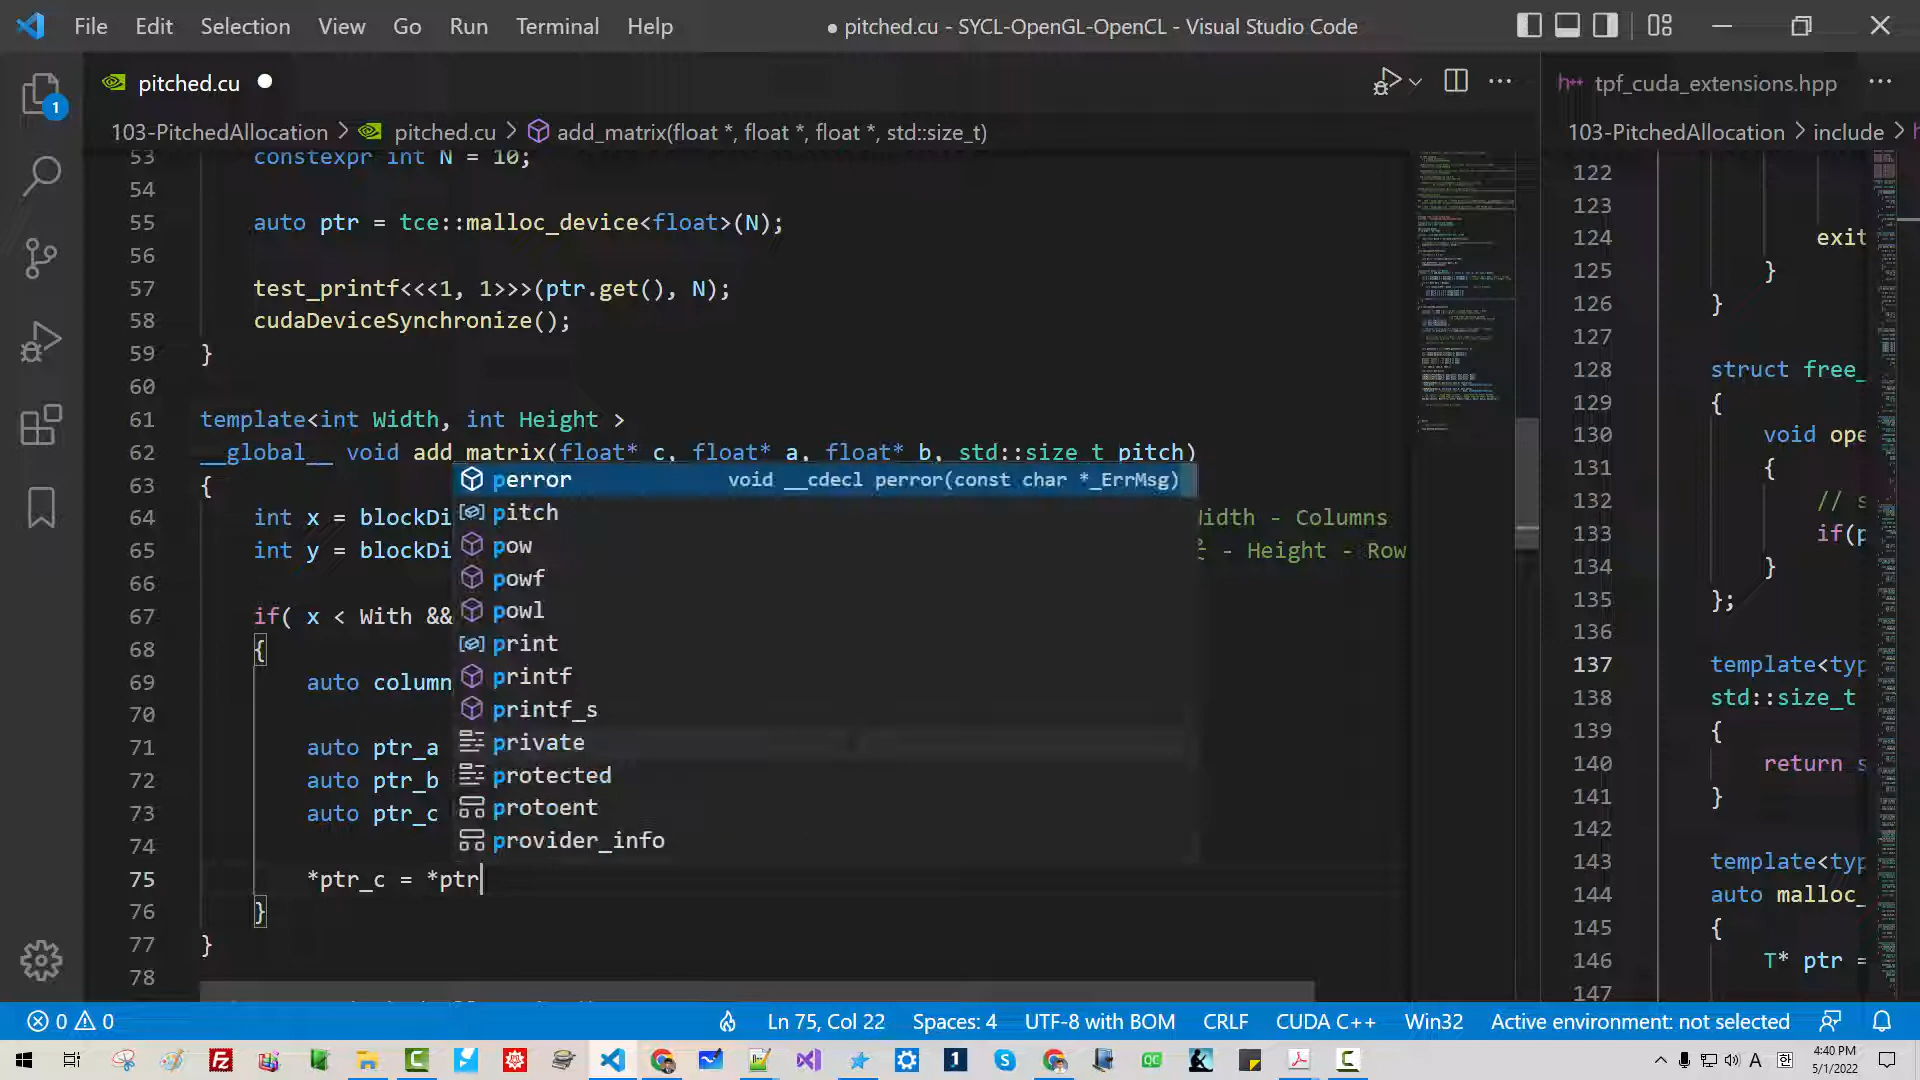 File Edit Selection View Go Run Terminal Help
● pitched.cu - SYCL-OpenGL-OpenCL - Visual Studio Code
pitched.cu
103-PitchedAllocation > pitched.cu > add_matrix(float *, float *, float *, std::size_t)
53 constexpr int N = 10;
54
55 auto ptr = tce::malloc_device<float>(N);
56
57 test_printf<<<1, 1>>>(ptr.get(), N);
58 cudaDeviceSynchronize();
59 }
60
61 template<int Width, int Height >
62 __global__ void add_matrix(float* c, float* a, float* b, std::size_t pitch)
63 {
64 int x = blockDi
Width - Columns
65 int y = blockDi
- Height - Row
66
67 if( x < With &&
68 {
69 auto column
70
71 auto ptr_a
72 auto ptr_b
73 auto ptr_c
74
75 *ptr_c = *ptr
76 }
77 }
78
perror void __cdecl perror(const char *_ErrMsg)
pitch
pow
powf
powl
print
printf
printf_s
private
protected
protoent
provider_info
tpf_cuda_extensions.hpp
103-PitchedAllocation > include >
122
123
124 exit
125 }
126 }
127
128 struct free_
129 {
130 void ope
131 {
132 // s
133 if(p
134 }
135 };
136
137 template<typ
138 std::size_t
139 {
140 return s
141 }
142
143 template<typ
144 auto malloc_
145 {
146 T* ptr =
147
1
0 0
Ln 75, Col 22 Spaces: 4 UTF-8 with BOM CRLF CUDA C++ Win32 Active environment: not selected
A 한 4:40 PM
5/1/2022